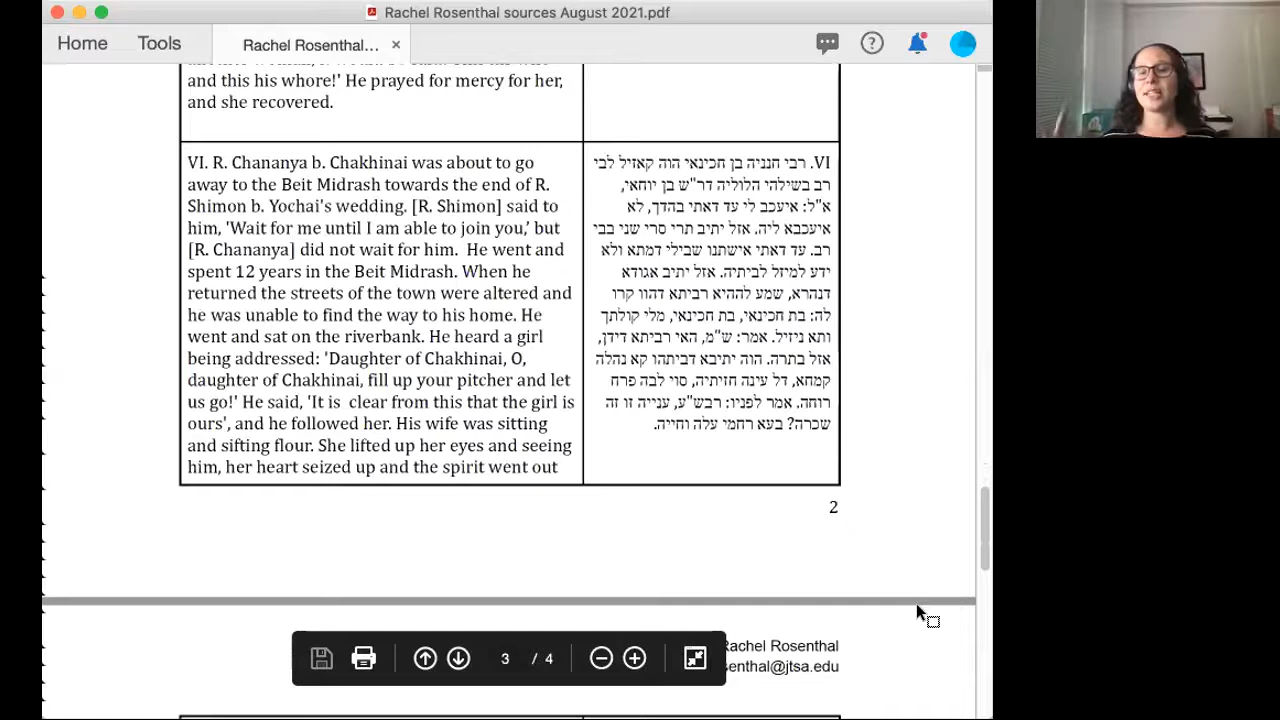 Rachel Rosenthal sources August 2021.pdf
Home
Tools
Rachel Rosenthal...
and this his whore!' He prayed for mercy for her,
and she recovered.
VI. R. Chananya b. Chakhinai was about to go
away to the Beit Midrash towards the end of R.
Shimon b. Yochai's wedding. [R. Shimon] said to
him, 'Wait for me until I am able to join you,' but
[R. Chananya] did not wait for him. He went and
spent 12 years in the Beit Midrash. When he
returned the streets of the town were altered and
he was unable to find the way to his home. He
went and sat on the riverbank. He heard a girl
being addressed: 'Daughter of Chakhinai, O,
daughter of Chakhinai, fill up your pitcher and let
us go!' He said, 'It is clear from this that the girl is
ours', and he followed her. His wife was sitting
and sifting flour. She lifted up her eyes and seeing
him, her heart seized up and the spirit went out
VI. רבי חנניה בן חכינאי הוה קאזיל לבי
רב בשילהי הלוליה דר"ש בן יוחאי,
א"ל: איעכב לי עד דאתי בהדך, לא
איעכבא ליה. אזל יתיב תרי סרי שני בבי
רב. עד דאתי אישתנו שבילי דמתא ולא
ידע למיזל לביתיה. אזל יתיב אגודא
דנהרא, שמע לההיא רביתא דהוו קרו
לה: בת חכינאי, בת חכינאי, מלי קולתך
ותא ניזיל. אמר: ש"מ, האי רביתא דידן,
אזל בתרה. הוה יתיבא דביתהו קא נהלה
קמחא, דל עינה חזיתיה, סוי לבה פרח
רוחה. אמר לפניו: רבש"ע, ענייה זו זה
שכרה? בעא רחמי עלה וחייה.
2
3 / 4
Rachel Rosenthal
enthal@jtsa.edu